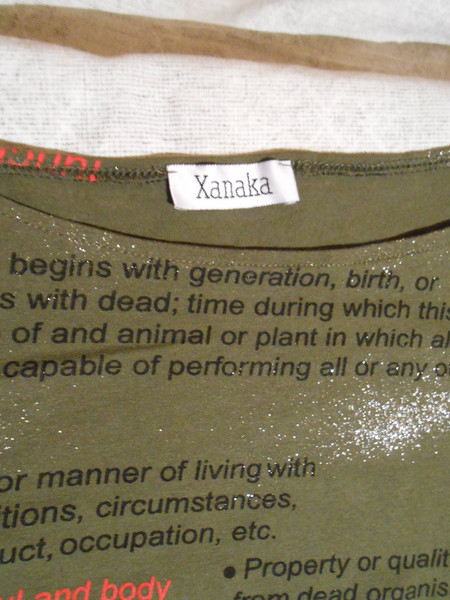 Xanaka
begins with generation, birth, or
s with dead; time during which this
of and animal or plant in which
capable of performing all or any
or manner of living with
itions, circumstances,
uct, occupation, etc.
and body
• Property or qualit
from dead organis